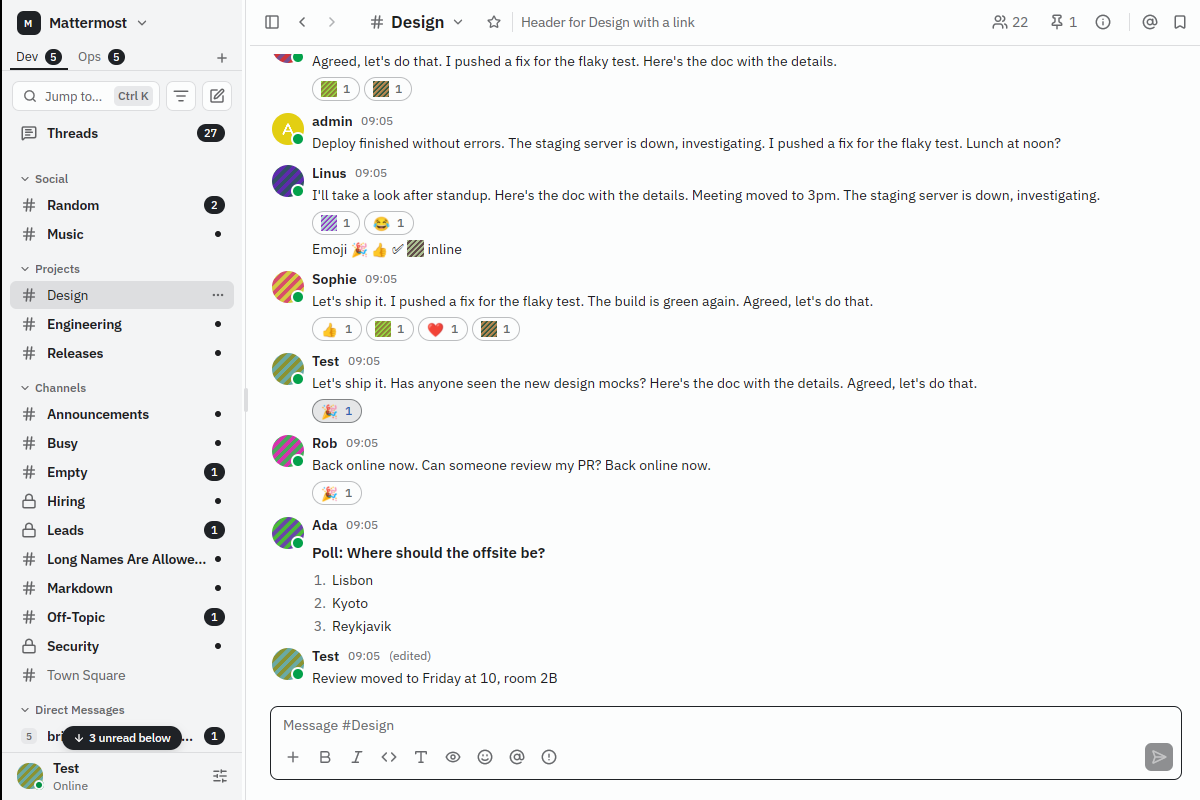 M Mattermost
Dev 5 Ops 5
Jump to... Ctrl K
Threads 27
Social
Random 2
Music
Projects
Design
Engineering
Releases
Channels
Announcements
Busy
Empty 1
Hiring
Leads 1
Long Names Are Allowe...
Markdown
Off-Topic 1
Security
Town Square
Direct Messages
5 bri ... 1
3 unread below
Test
Online
Design Header for Design with a link 22 1
Agreed, let's do that. I pushed a fix for the flaky test. Here's the doc with the details.
1 1
A admin 09:05
Deploy finished without errors. The staging server is down, investigating. I pushed a fix for the flaky test. Lunch at noon?
Linus 09:05
I'll take a look after standup. Here's the doc with the details. Meeting moved to 3pm. The staging server is down, investigating.
1 😂 1
Emoji 🎉 👍 ✅ inline
Sophie 09:05
Let's ship it. I pushed a fix for the flaky test. The build is green again. Agreed, let's do that.
👍 1 1 ❤️ 1 1
Test 09:05
Let's ship it. Has anyone seen the new design mocks? Here's the doc with the details. Agreed, let's do that.
🎉 1
Rob 09:05
Back online now. Can someone review my PR? Back online now.
🎉 1
Ada 09:05
Poll: Where should the offsite be?
1. Lisbon
2. Kyoto
3. Reykjavik
Test 09:05 (edited)
Review moved to Friday at 10, room 2B
Message #Design